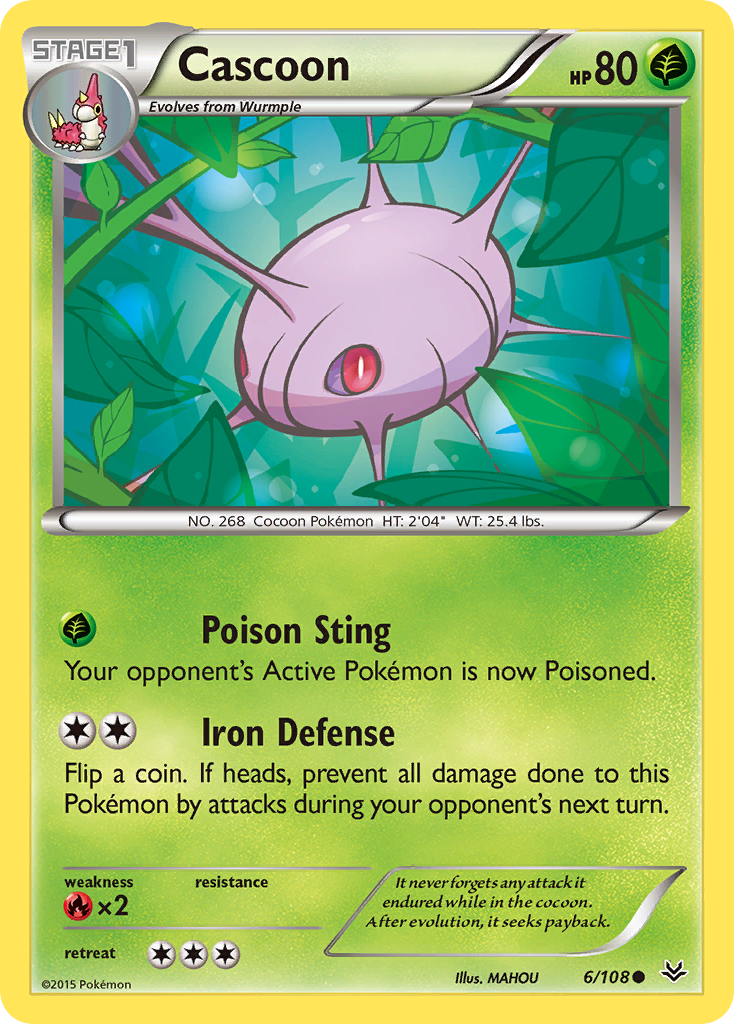 STAGE1
Cascoon
HP80
Evolves from Wurmple
NO. 268 Cocoon Pokémon HT: 2'04" WT: 25.4 lbs.
Poison Sting
Your opponent's Active Pokémon is now Poisoned.
Iron Defense
Flip a coin. If heads, prevent all damage done to this
Pokémon by attacks during your opponent's next turn.
weakness
resistance
×2
retreat
It never forgets any attack it
endured while in the cocoon.
After evolution, it seeks payback.
©2015 Pokémon
Illus. MAHOU
6/108